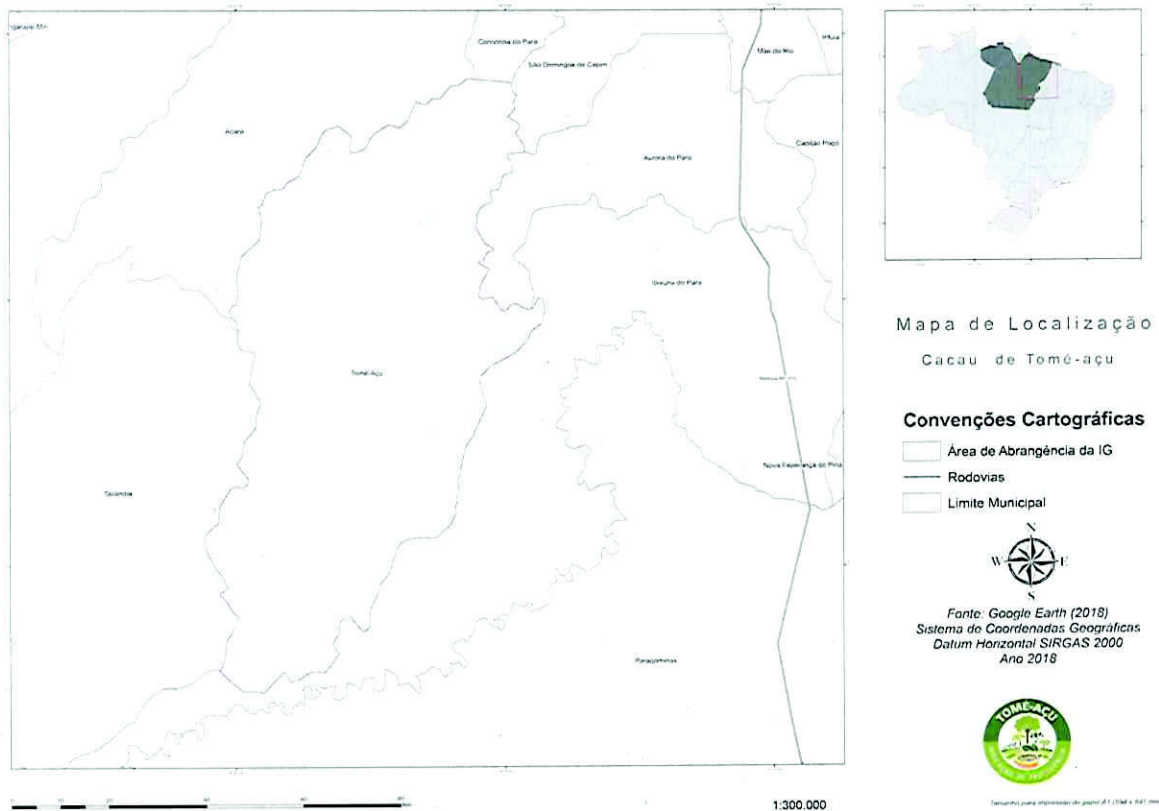 Igarapé-Miri
Concórdia do Pará
São Domingos do Capim
Mãe do Rio
Acará
Aurora do Pará
Capitão Poço
Ipixuna do Pará
Tomé-Açu
Nova Esperança do Piriá
Tailândia
Paragominas
1:300.000
Mapa de Localização
Cacau de Tomé-açu
Convenções Cartográficas
Área de Abrangência da IG
Rodovias
Limite Municipal
N
W E
S
Fonte: Google Earth (2018)
Sistema de Coordenadas Geográficas
Datum Horizontal SIRGAS 2000
Ano 2018
TOMÉ-AÇU